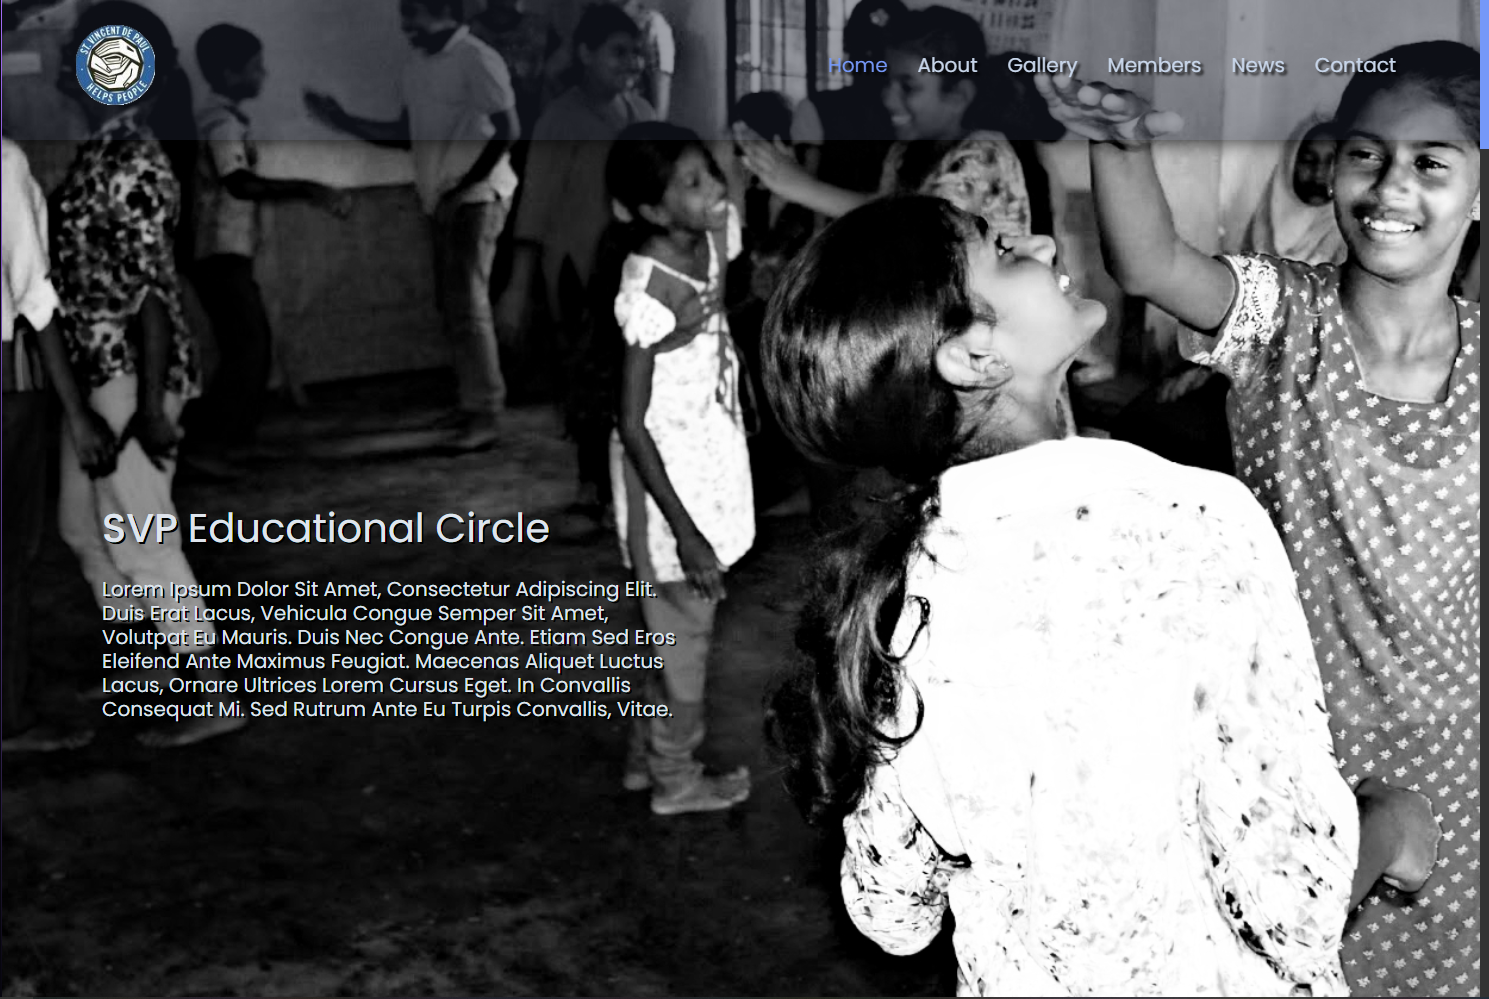 ST. VINCENT DE PAUL
HELPS PEOPLE
Home About Gallery Members News Contact
SVP Educational Circle
Lorem Ipsum Dolor Sit Amet, Consectetur Adipiscing Elit.
Duis Erat Lacus, Vehicula Congue Semper Sit Amet,
Volutpat Eu Mauris. Duis Nec Congue Ante. Etiam Sed Eros
Eleifend Ante Maximus Feugiat. Maecenas Aliquet Luctus
Lacus, Ornare Ultrices Lorem Cursus Eget. In Convallis
Consequat Mi. Sed Rutrum Ante Eu Turpis Convallis, Vitae.